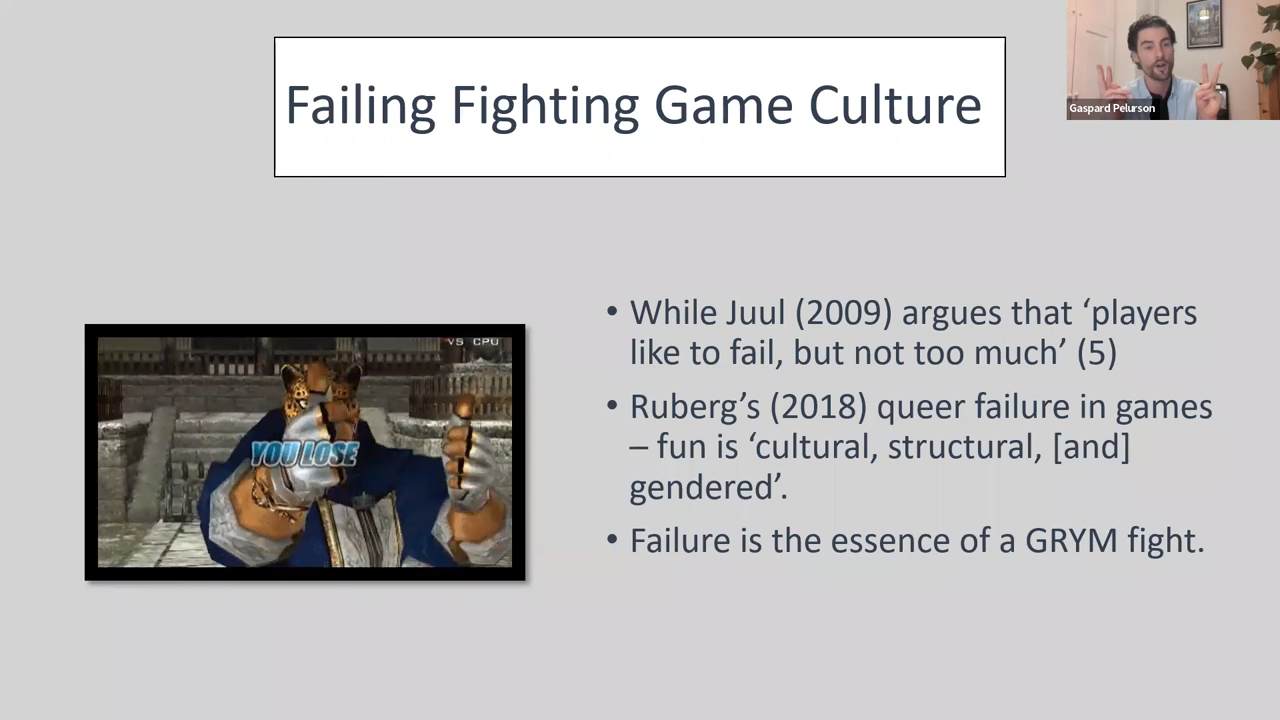 Failing Fighting Game Culture
Gaspard Pelurson
VS CPU
YOU LOSE
• While Juul (2009) argues that ‘players
like to fail, but not too much’ (5)
• Ruberg’s (2018) queer failure in games
– fun is ‘cultural, structural, [and]
gendered’.
• Failure is the essence of a GRYM fight.